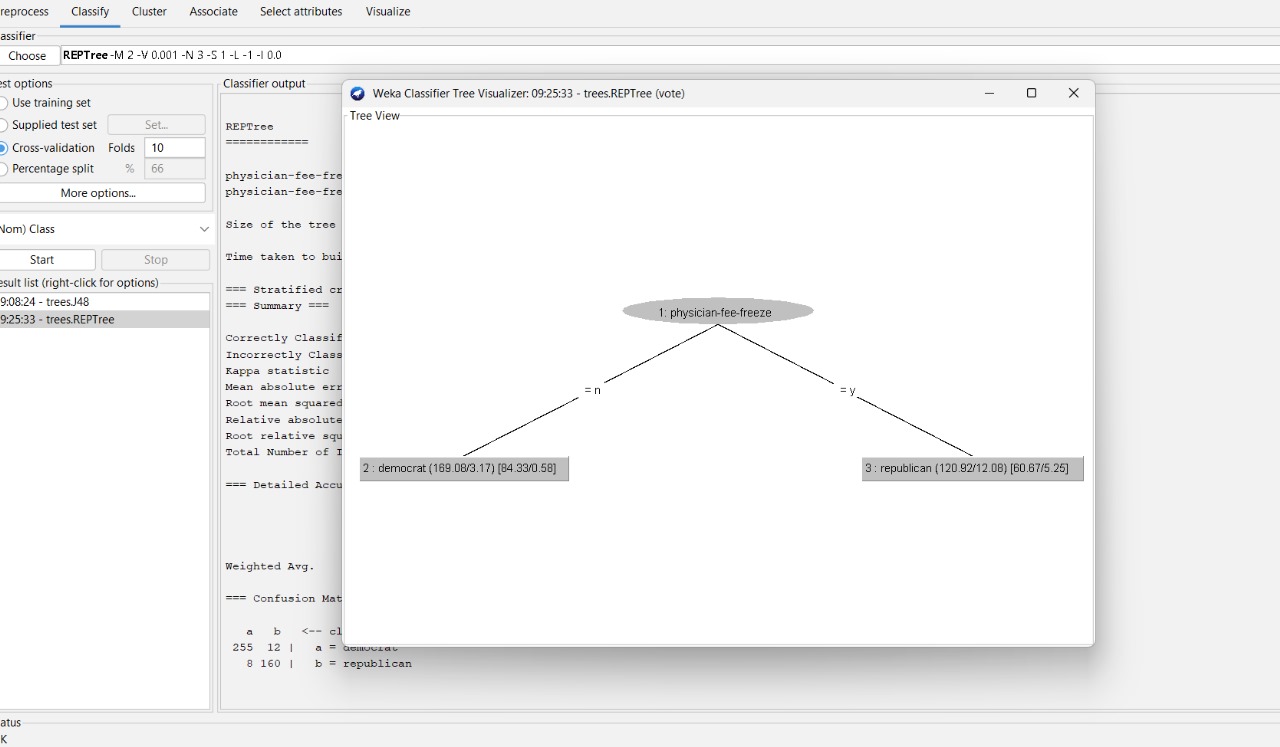 reprocess Classify Cluster Associate Select attributes Visualize
assifier
Choose REPTree -M 2 -V 0.001 -N 3 -S 1 -L -1 -I 0.0
est options
Use training set
Supplied test set Set...
Cross-validation Folds 10
Percentage split % 66
More options...
Nom) Class
Start Stop
esult list (right-click for options)
9:08:24 - trees.J48
9:25:33 - trees.REPTree
Classifier output
REPTree
============
physician-fee-fre
physician-fee-fre
Size of the tree
Time taken to bui
=== Stratified cr
=== Summary ===
Correctly Classif
Incorrectly Class
Kappa statistic
Mean absolute err
Root mean squared
Relative absolute
Root relative squ
Total Number of I
=== Detailed Accu
Weighted Avg.
=== Confusion Mat
a b <-- cl
255 12 | a = democrat
8 160 | b = republican
Weka Classifier Tree Visualizer: 09:25:33 - trees.REPTree (vote)
Tree View
1: physician-fee-freeze
= n = y
2 : democrat (169.08/3.17) [84.33/0.58] 3 : republican (120.92/12.08) [60.67/5.25]
atus
K